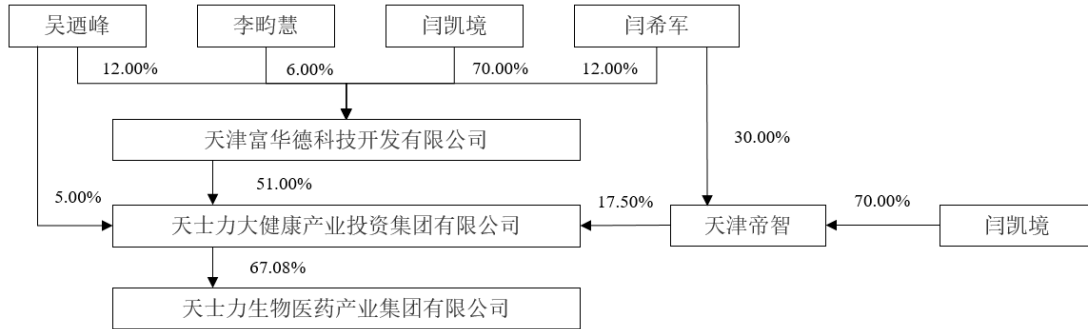 吴迺峰
李畇慧
闫凯境
闫希军
12.00%
6.00%
70.00%
12.00%
天津富华德科技开发有限公司
30.00%
51.00%
5.00%
17.50%
70.00%
天士力大健康产业投资集团有限公司
天津帝智
闫凯境
67.08%
天士力生物医药产业集团有限公司